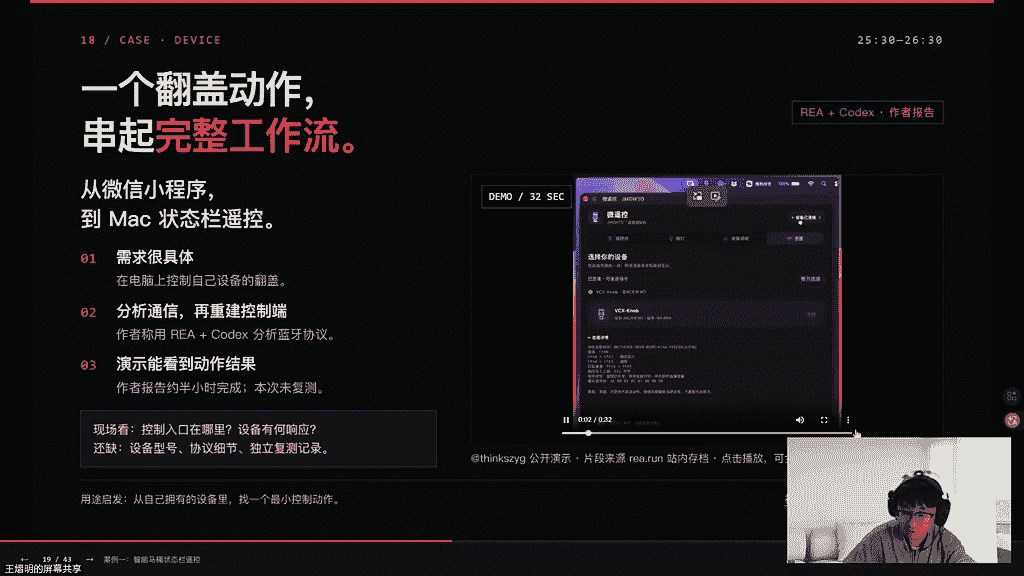 18 / CASE · DEVICE
25:30—26:30
一个翻盖动作，
串起完整工作流。
REA + Codex · 作者报告
从微信小程序，
到 Mac 状态栏遥控。
01 需求很具体
在电脑上控制自己设备的翻盖。
02 分析通信，再重建控制端
作者称用 REA + Codex 分析蓝牙协议。
03 演示能看到动作结果
作者报告约半小时完成；本次未复测。
现场看：控制入口在哪里？设备有何响应？
还缺：设备型号、协议细节、独立复测记录。
用途启发：从自己拥有的设备里，找一个最小控制动作。
DEMO / 32 SEC
微遥控
选择你的设备
VCX-Knob
0:02 / 0:32
@thinkszyg 公开演示 · 片段来源 rea.run 站内存档 · 点击播放，可
← 19 / 43 → 案例一：智能马桶状态栏遥控
王熠明的屏幕共享